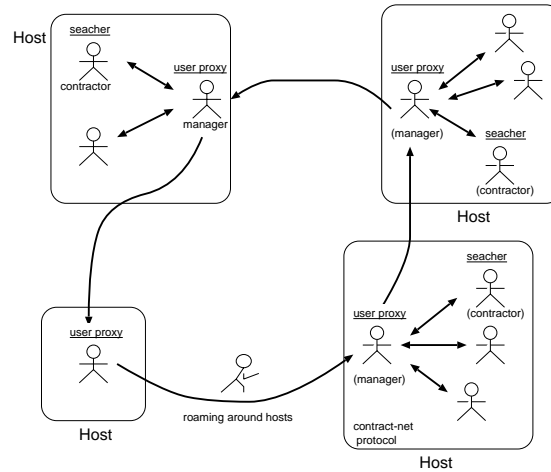 Host
seacher
contractor
user proxy
manager
user proxy
(manager)
seacher
(contractor)
Host
user proxy
Host
roaming around hosts
user proxy
(manager)
seacher
(contractor)
contract-net
protocol
Host